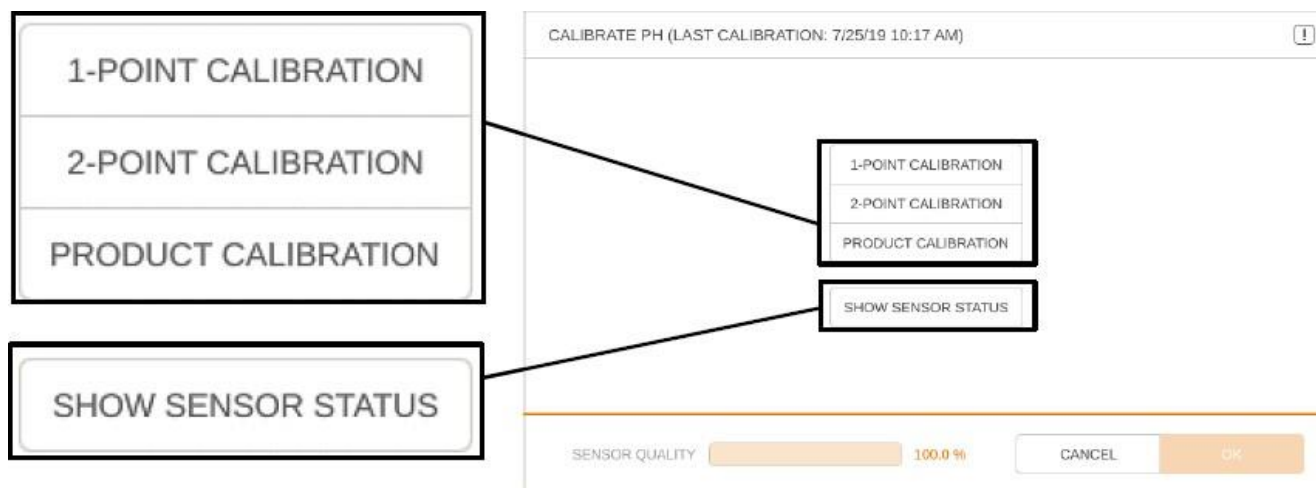 1-POINT CALIBRATION
2-POINT CALIBRATION
PRODUCT CALIBRATION
SHOW SENSOR STATUS
CALIBRATE PH (LAST CALIBRATION: 7/25/19 10:17 AM)
!
1-POINT CALIBRATION
2-POINT CALIBRATION
PRODUCT CALIBRATION
SHOW SENSOR STATUS
SENSOR QUALITY 100.0 % CANCEL OK